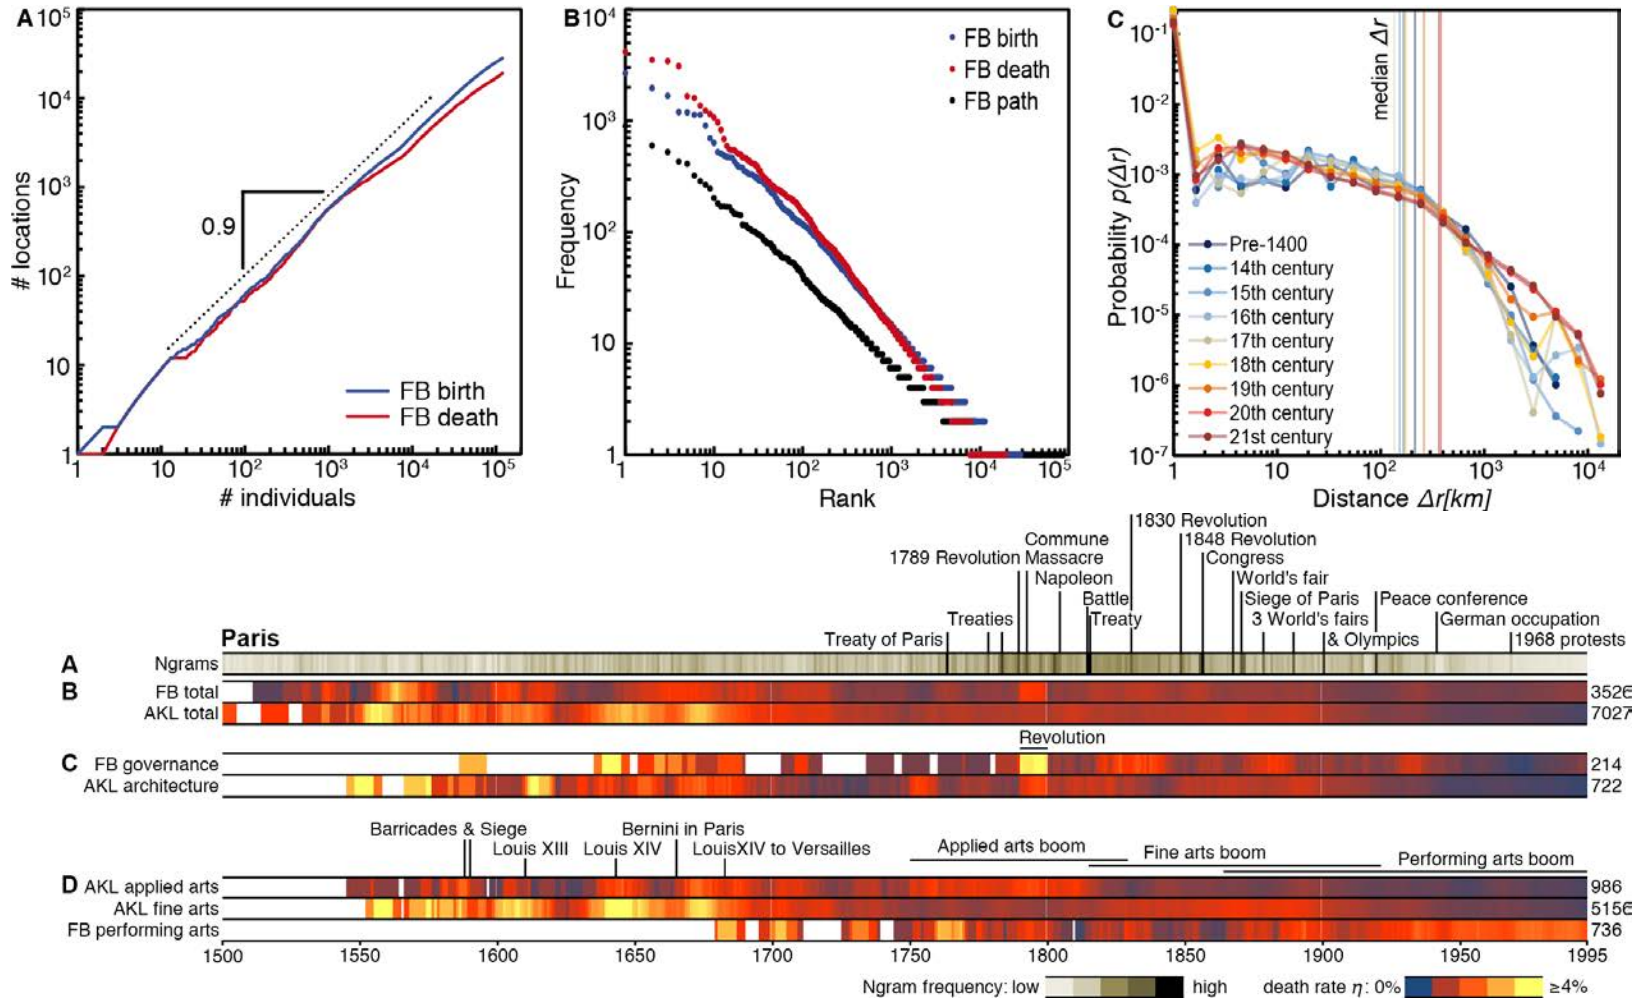 A
10^5
10^4
10^3
10^2
10
1
# locations
0.9
FB birth
FB death
1 10 10^2 10^3 10^4 10^5
# individuals
B
10^4
10^3
10^2
10
1
Frequency
FB birth
FB death
FB path
1 10 10^2 10^3 10^4 10^5
Rank
C
10^-1
10^-2
10^-3
10^-4
10^-5
10^-6
10^-7
Probability p(Δr)
median Δr
Pre-1400
14th century
15th century
16th century
17th century
18th century
19th century
20th century
21st century
1 10 10^2 10^3 10^4
Distance Δr[km]
1830 Revolution
Commune 1848 Revolution
1789 Revolution Massacre Congress
Napoleon World's fair
Battle Siege of Paris Peace conference
Treaties Treaty 3 World's fairs German occupation
Paris Treaty of Paris & Olympics 1968 protests
A Ngrams
B FB total 3526
AKL total 7027
Revolution
C FB governance 214
AKL architecture 722
Barricades & Siege Bernini in Paris
Louis XIII Louis XIV LouisXIV to Versailles Applied arts boom Fine arts boom Performing arts boom
D AKL applied arts 986
AKL fine arts 5156
FB performing arts 736
1500 1550 1600 1650 1700 1750 1800 1850 1900 1950 1995
Ngram frequency: low high death rate η: 0% ≥4%